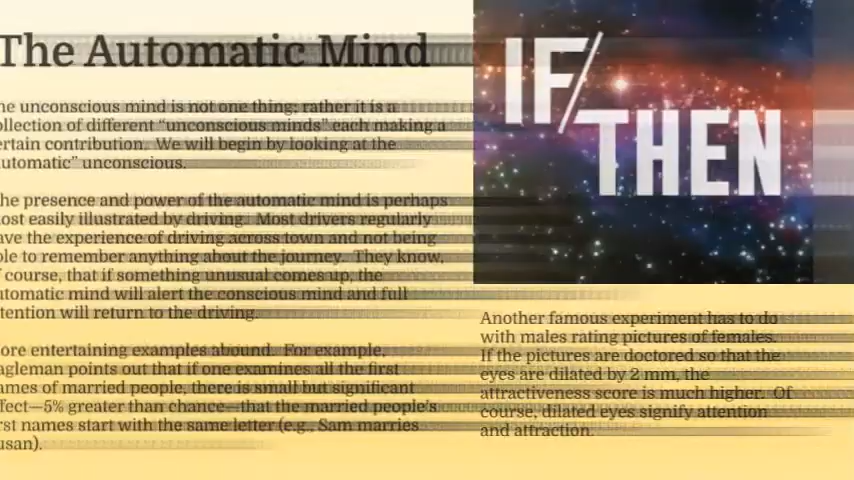 The Automatic Mind
he unconscious mind is not one thing; rather it is a
ollection of different “unconscious minds” each making a
ertain contribution. We will begin by looking at the
utomatic” unconscious.
he presence and power of the automatic mind is perhaps
ost easily illustrated by driving. Most drivers regularly
ave the experience of driving across town and not being
ble to remember anything about the journey. They know,
f course, that if something unusual comes up, the
utomatic mind will alert the conscious mind and full
tention will return to the driving.
ore entertaining examples abound. For example,
agleman points out that if one examines all the first
ames of married people, there is small but significant
ffect—5% greater than chance—that the married people's
rst names start with the same letter (e.g., Sam marries
usan).
IF/
THEN
Another famous experiment has to do
with males rating pictures of females.
If the pictures are doctored so that the
eyes are dilated by 2 mm, the
attractiveness score is much higher. Of
course, dilated eyes signify attention
and attraction.